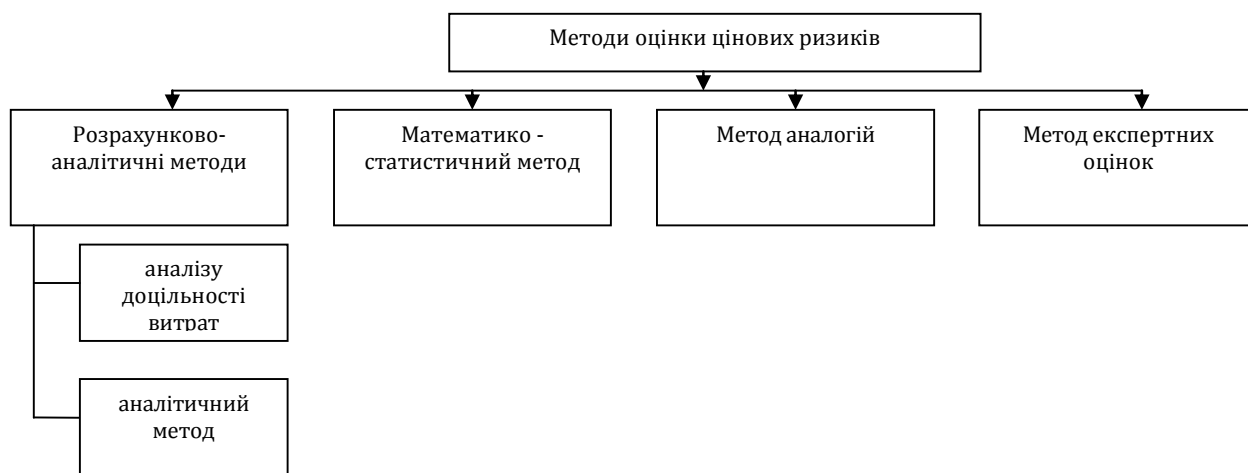 Методи оцінки цінових ризиків
Розрахунково-
аналітичні методи
Математико -
статистичний метод
Метод аналогій
Метод експертних
оцінок
аналізу
доцільності
витрат
аналітичний
метод